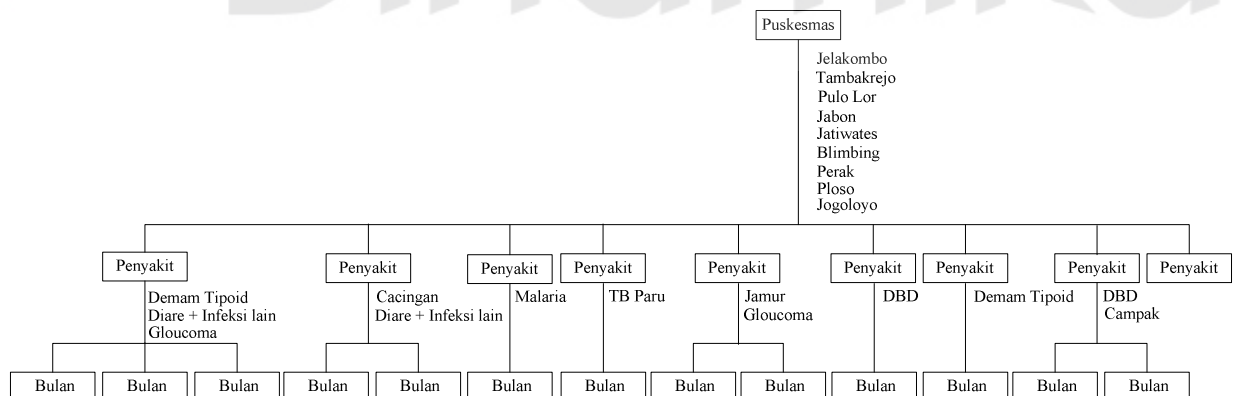 Puskesmas
Jelakombo
Tambakrejo
Pulo Lor
Jabon
Jatiwates
Blimbing
Perak
Ploso
Jogoloyo
Penyakit Penyakit Penyakit Penyakit Penyakit Penyakit Penyakit Penyakit Penyakit
Demam Tipoid
Diare + Infeksi lain
Gloucoma
Cacingan
Diare + Infeksi lain
Malaria
TB Paru
Jamur
Gloucoma
DBD
Demam Tipoid
DBD
Campak
Bulan Bulan Bulan Bulan Bulan Bulan Bulan Bulan Bulan Bulan Bulan Bulan Bulan